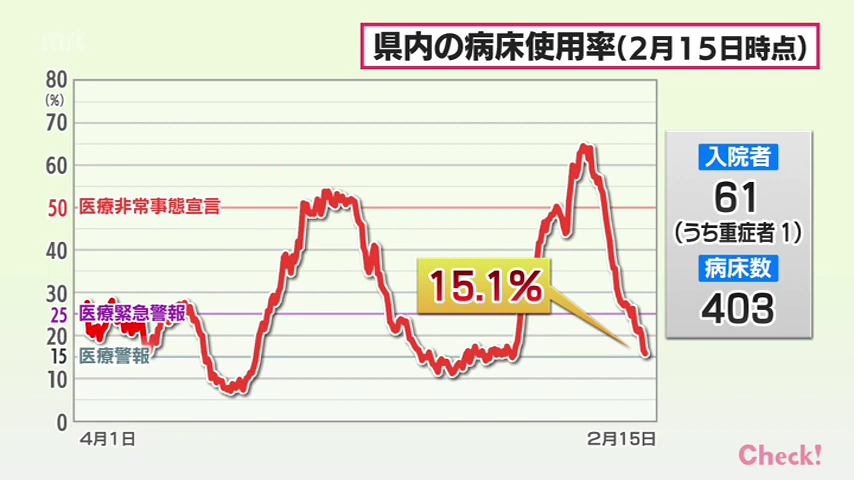 mrt
県内の病床使用率(2月15日時点)
80
(%)
70
60
50
医療非常事態宣言
40
30
25
医療緊急警報
20
15
医療警報
10
0
4月1日
2月15日
15.1%
入院者
61
(うち重症者1)
病床数
403
Check!